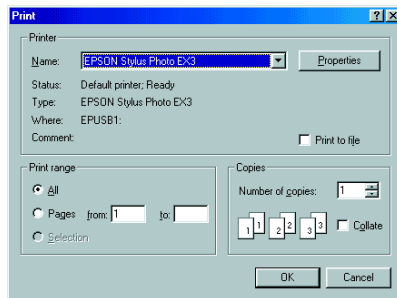 Print
Printer
Name: EPSON Stylus Photo EX3 Properties
Status: Default printer; Ready
Type: EPSON Stylus Photo EX3
Where: EPUSB1:
Comment: Print to file
Print range
All
Pages from: 1 to:
Selection
Copies
Number of copies: 1
1 1 2 2 3 3 Collate
OK Cancel